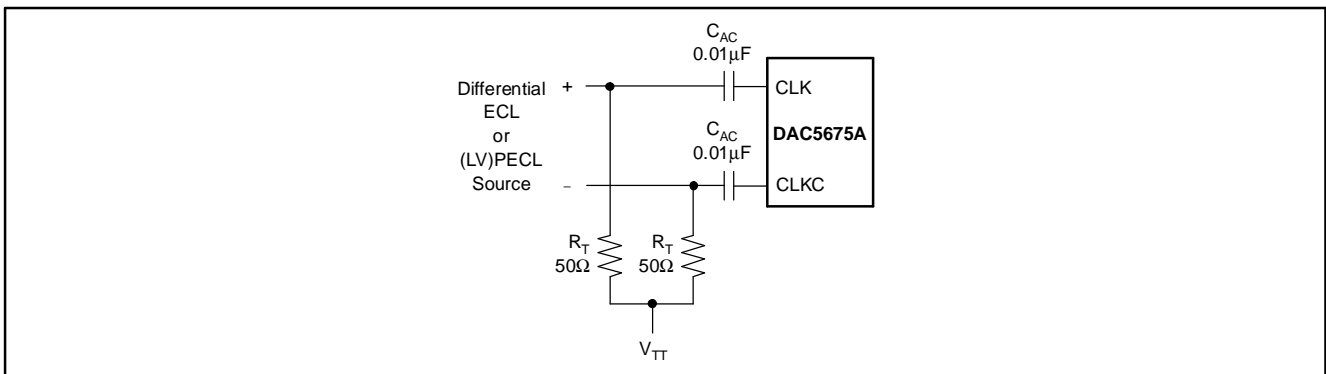 C_AC
0.01μF
Differential
ECL
or
(LV)PECL
Source
+
−
CLK
DAC5675A
C_AC
0.01μF
CLKC
R_T
50Ω
R_T
50Ω
V_TT